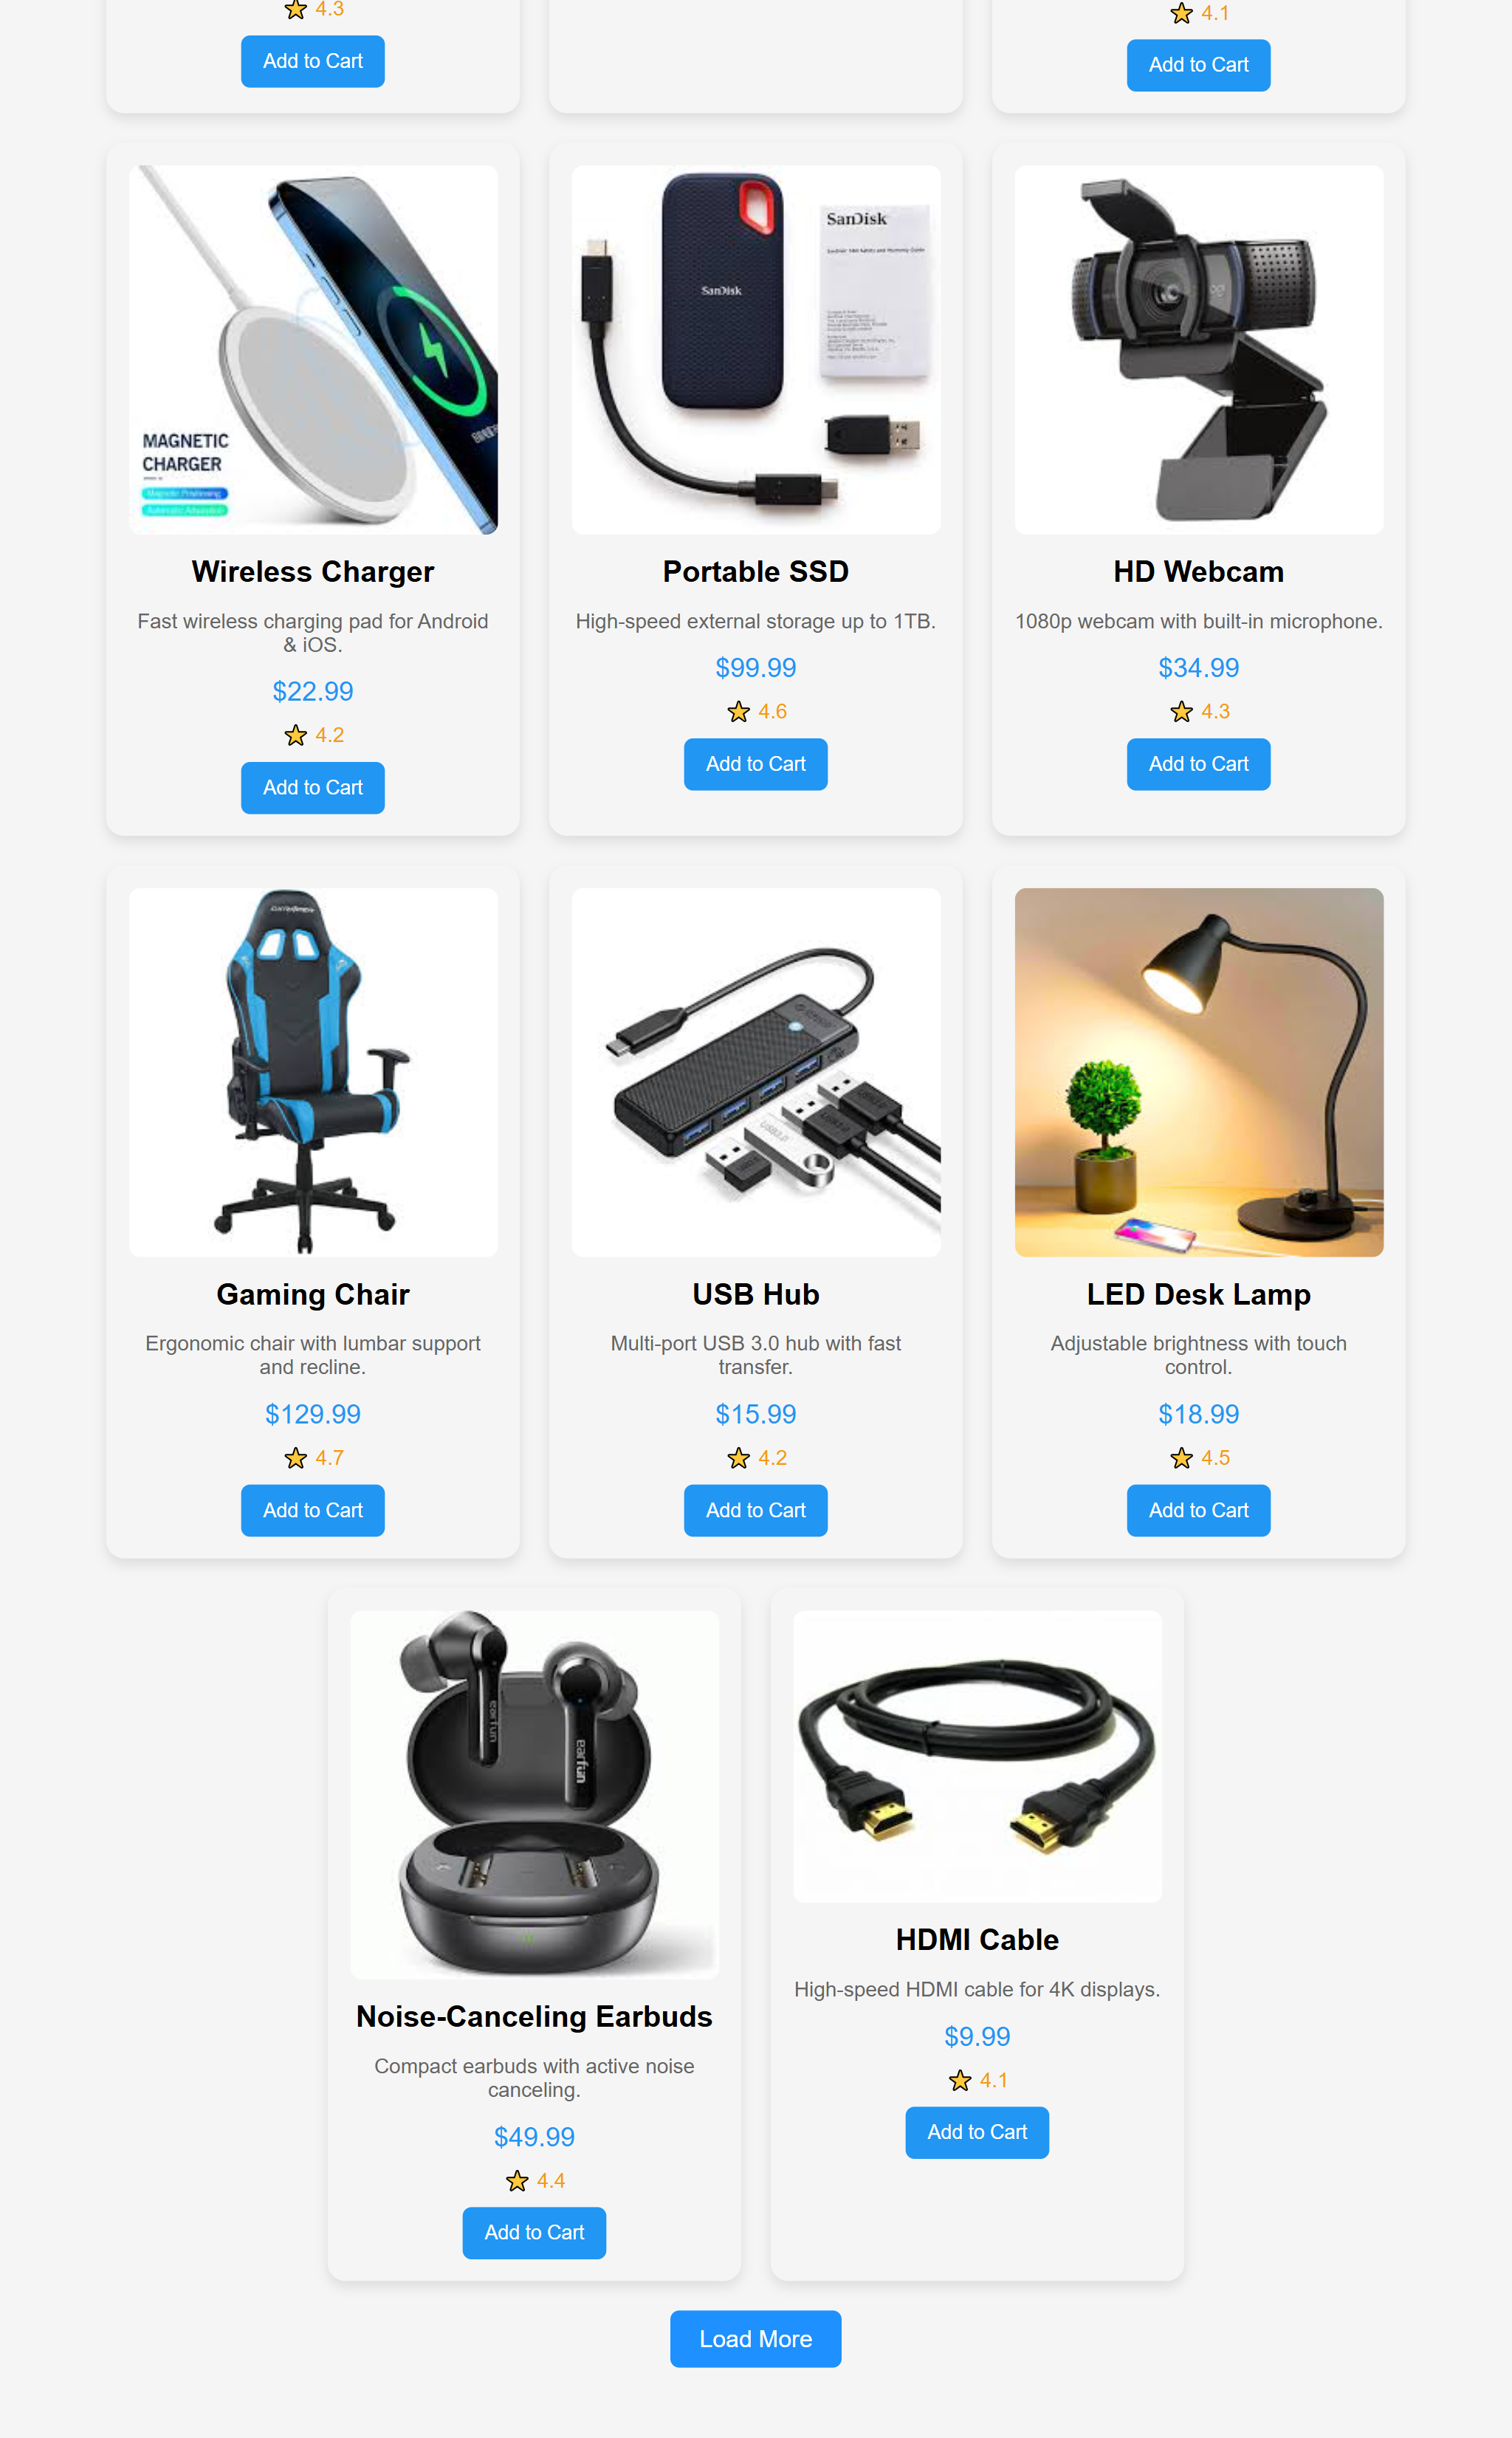 4.3
4.1
Add to Cart
Add to Cart
MAGNETIC
CHARGER
Magnetic Positioning
Automatic Adsorption
SanDisk
SanDisk
Wireless Charger
Portable SSD
HD Webcam
Fast wireless charging pad for Android
& iOS.
High-speed external storage up to 1TB.
1080p webcam with built-in microphone.
$22.99
$99.99
$34.99
4.2
4.6
4.3
Add to Cart
Add to Cart
Add to Cart
Gaming Chair
USB Hub
LED Desk Lamp
Ergonomic chair with lumbar support
and recline.
Multi-port USB 3.0 hub with fast
transfer.
Adjustable brightness with touch
control.
$129.99
$15.99
$18.99
4.7
4.2
4.5
Add to Cart
Add to Cart
Add to Cart
earfun
earfun
Noise-Canceling Earbuds
HDMI Cable
Compact earbuds with active noise
canceling.
High-speed HDMI cable for 4K displays.
$49.99
$9.99
4.4
4.1
Add to Cart
Add to Cart
Load More